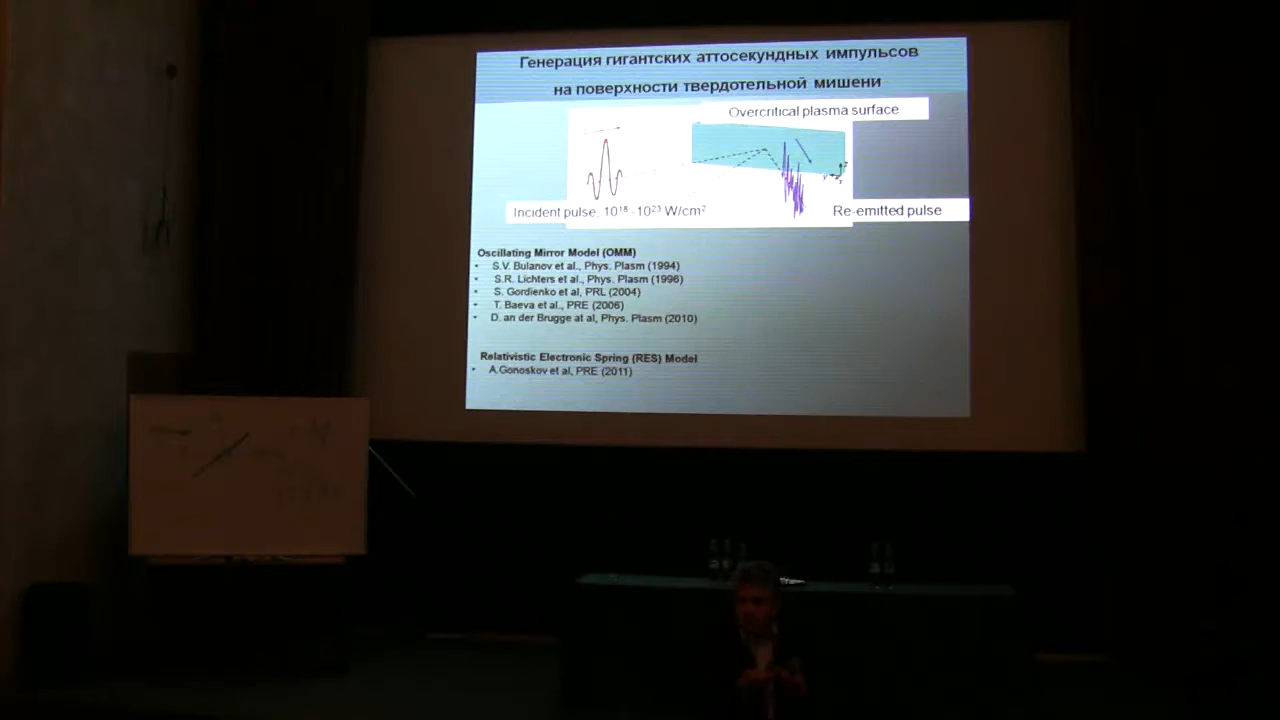 Генерация гигантских аттосекундных импульсов
на поверхности твердотельной мишени
Overcritical plasma surface
Incident pulse, 10¹⁸ - 10²³ W/cm²
Re-emitted pulse
Oscillating Mirror Model (OMM)
• S.V. Bulanov et al., Phys. Plasm (1994)
• S.R. Lichters et al., Phys. Plasm (1996)
• S. Gordienko et al, PRL (2004)
• T. Baeva et al., PRE (2006)
• D. an der Brugge at al, Phys. Plasm (2010)
Relativistic Electronic Spring (RES) Model
• A.Gonoskov et al, PRE (2011)